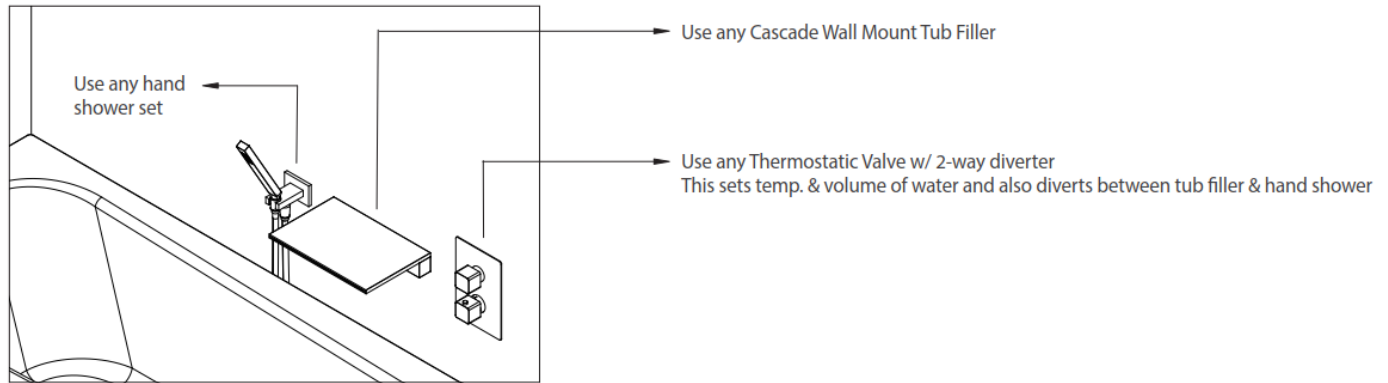 Use any Cascade Wall Mount Tub Filler
Use any hand
shower set
Use any Thermostatic Valve w/ 2-way diverter
This sets temp. & volume of water and also diverts between tub filler & hand shower